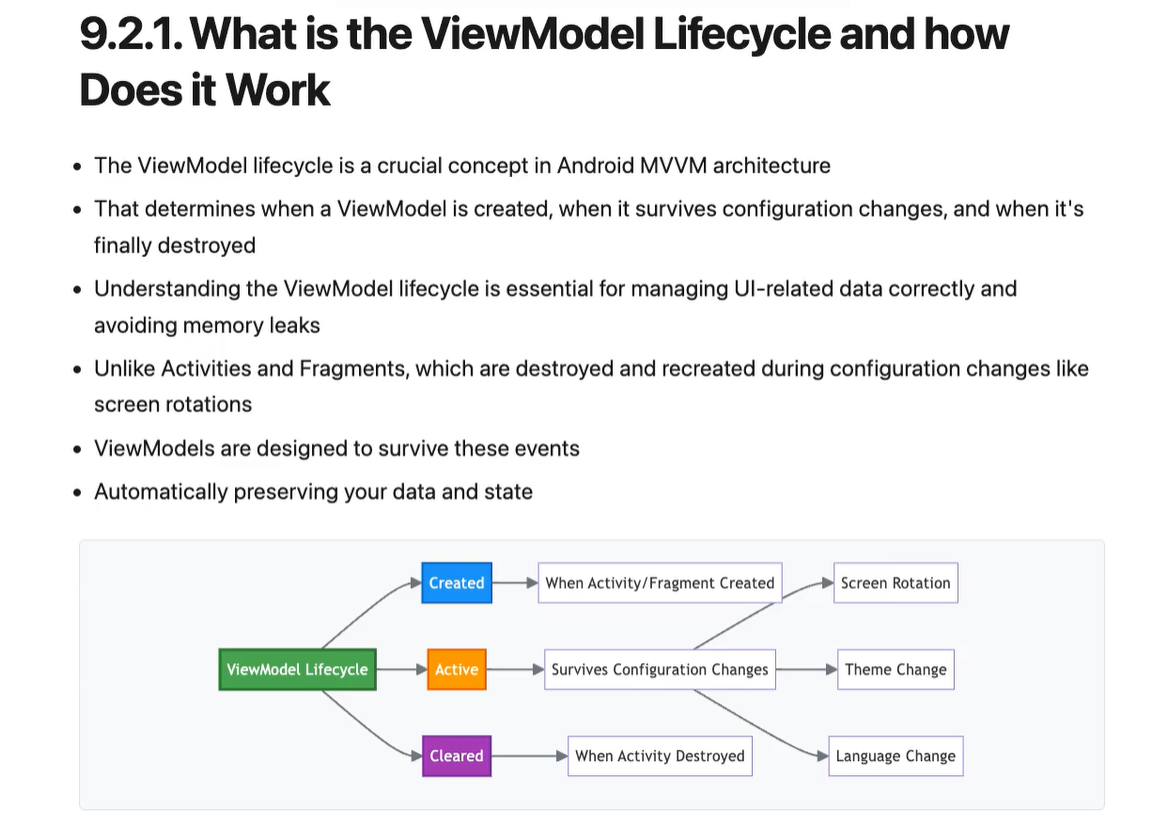 9.2.1. What is the ViewModel Lifecycle and how
Does it Work
• The ViewModel lifecycle is a crucial concept in Android MVVM architecture
• That determines when a ViewModel is created, when it survives configuration changes, and when it's
finally destroyed
• Understanding the ViewModel lifecycle is essential for managing UI-related data correctly and
avoiding memory leaks
• Unlike Activities and Fragments, which are destroyed and recreated during configuration changes like
screen rotations
• ViewModels are designed to survive these events
• Automatically preserving your data and state
Created
When Activity/Fragment Created
Screen Rotation
ViewModel Lifecycle
Active
Survives Configuration Changes
Theme Change
Cleared
When Activity Destroyed
Language Change